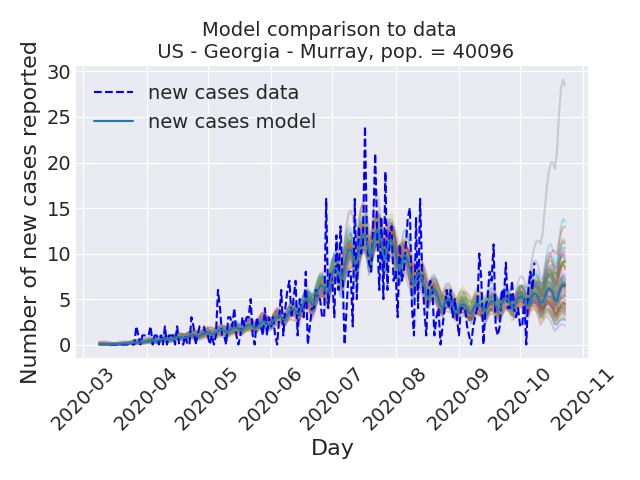 Model comparison to data
US - Georgia - Murray, pop. = 40096
Number of new cases reported
30
25
20
15
10
5
0
new cases data
new cases model
2020-03
2020-04
2020-05
2020-06
2020-07
2020-08
2020-09
2020-10
2020-11
Day